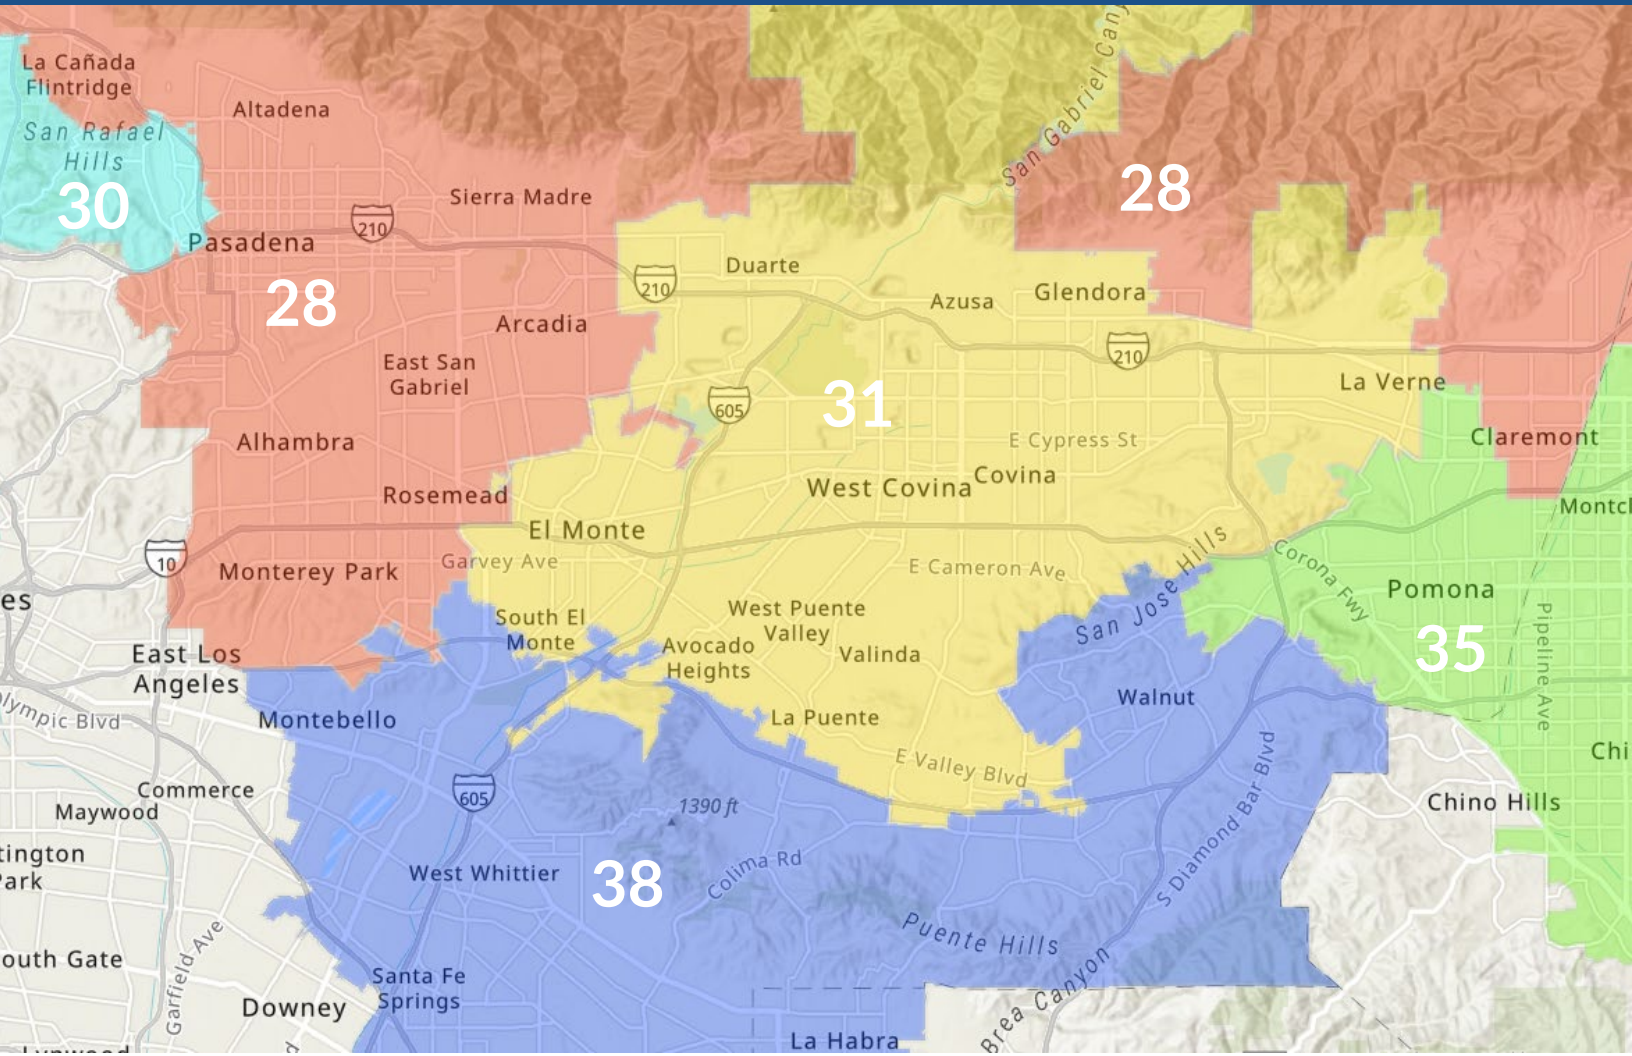 La Cañada
Flintridge
Altadena
San Gabriel Cany
San Rafael
Hills
30
Sierra Madre
28
210
Pasadena
28
Duarte
210
Azusa
Glendora
Arcadia
East San
Gabriel
210
La Verne
31
605
Alhambra
E Cypress St
Claremont
Rosemead
West Covina
Covina
Montcl
El Monte
10
Garvey Ave
Monterey Park
E Cameron Ave
San Jose Hills
Corona Fwy
Pomona
es
South El
Monte
West Puente
Valley
Pipeline Ave
East Los
Angeles
Avocado
Heights
Valinda
35
Olympic Blvd
Montebello
La Puente
Walnut
E Valley Blvd
Chi
Commerce
605
1390 ft
Maywood
S Diamond Bar Blvd
Chino Hills
tington
Park
West Whittier
38
Colima Rd
Puente Hills
outh Gate
Garfield Ave
Santa Fe
Springs
Downey
Brea Canyon
La Habra
Lynwood